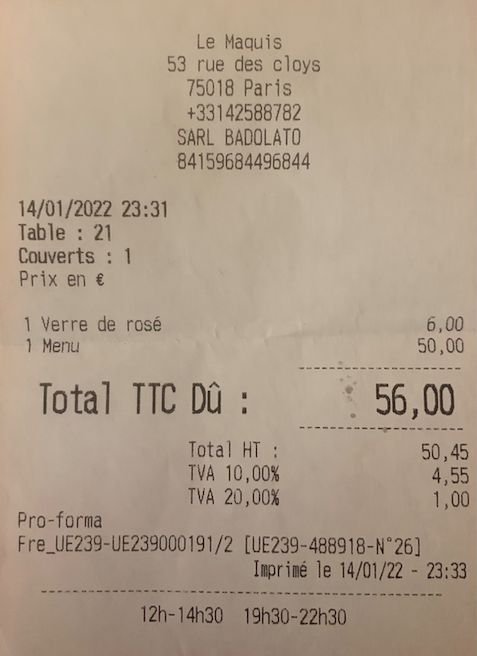 Le Maquis
53 rue des cloys
75018 Paris
+33142588782
SARL BADOLATO
84159684496844
14/01/2022 23:31
Table : 21
Couverts : 1
Prix en €
1 Verre de rosé 6,00
1 Menu 50,00
Total TTC Dû : 56,00
Total HT : 50,45
TVA 10,00% 4,55
TVA 20,00% 1,00
Pro-forma
Fre_UE239-UE239000191/2 [UE239-488918-N°26]
Imprimé le 14/01/22 - 23:33
12h-14h30 19h30-22h30